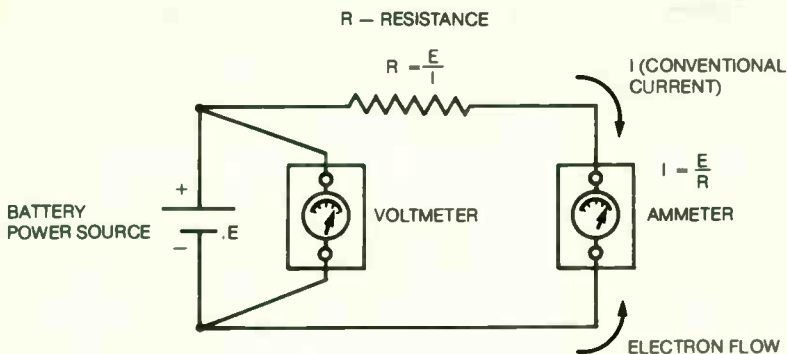 R — RESISTANCE
R = E/I
I (CONVENTIONAL
CURRENT)
+
BATTERY
POWER SOURCE
.E
−
VOLTMETER
I = E/R
AMMETER
ELECTRON FLOW